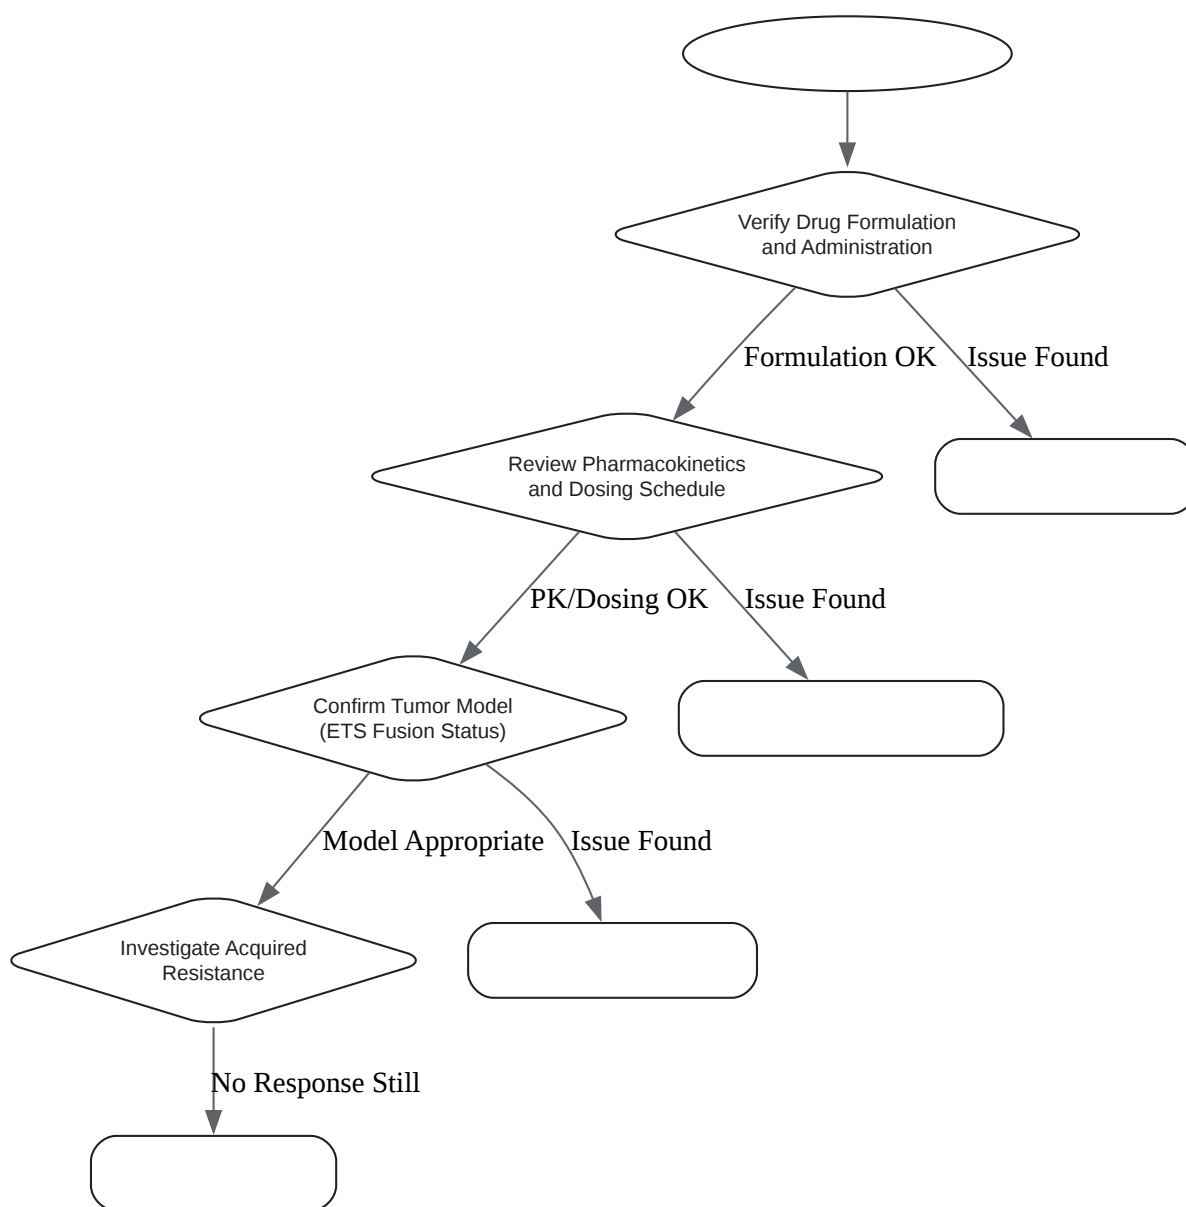 Verify Drug Formulation
and Administration
Formulation OK
Issue Found
Review Pharmacokinetics
and Dosing Schedule
PK/Dosing OK
Issue Found
Confirm Tumor Model
(ETS Fusion Status)
Model Appropriate
Issue Found
Investigate Acquired
Resistance
No Response Still